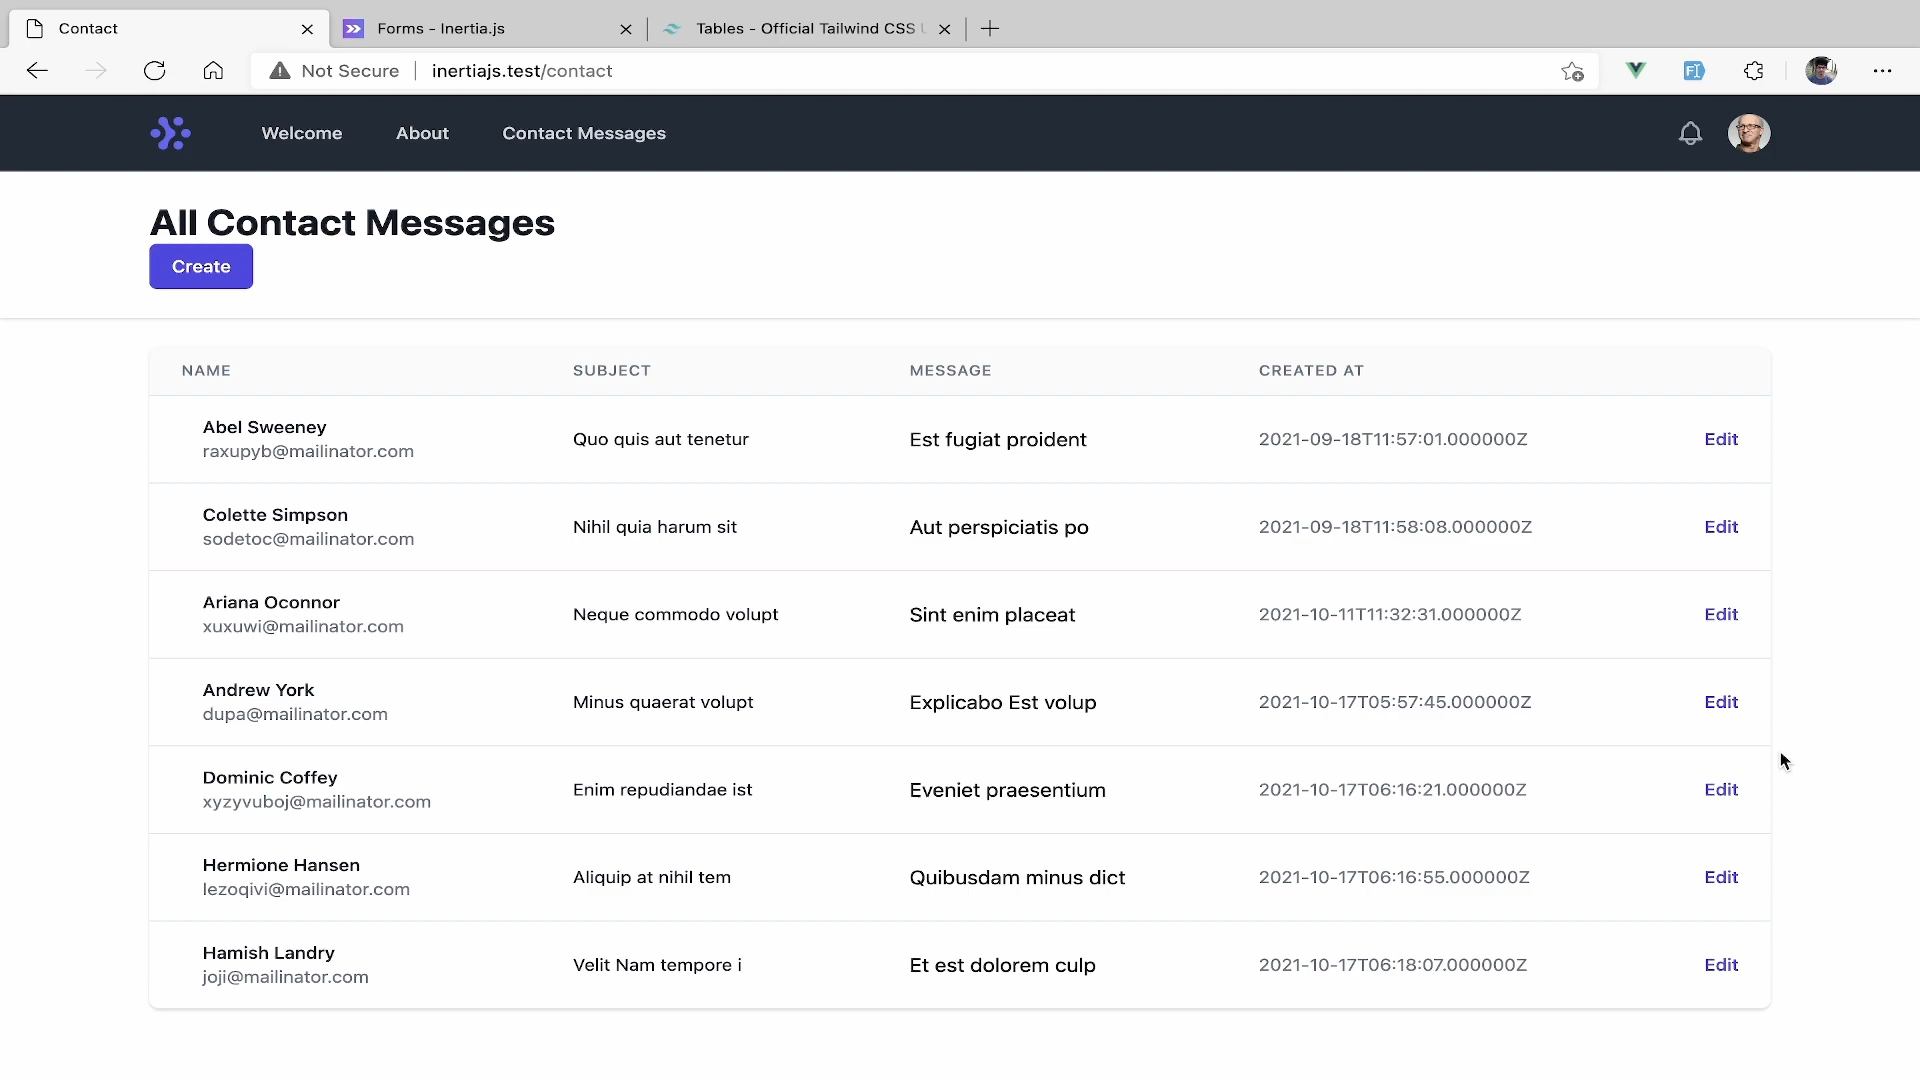 Contact
Forms - Inertia.js
Tables - Official Tailwind CSS
Not Secure
inertiajs.test/contact
Welcome
About
Contact Messages
All Contact Messages
Create
NAME SUBJECT MESSAGE CREATED AT
Abel Sweeney
raxupyb@mailinator.com
Quo quis aut tenetur
Est fugiat proident
2021-09-18T11:57:01.000000Z
Edit
Colette Simpson
sodetoc@mailinator.com
Nihil quia harum sit
Aut perspiciatis po
2021-09-18T11:58:08.000000Z
Edit
Ariana Oconnor
xuxuwi@mailinator.com
Neque commodo volupt
Sint enim placeat
2021-10-11T11:32:31.000000Z
Edit
Andrew York
dupa@mailinator.com
Minus quaerat volupt
Explicabo Est volup
2021-10-17T05:57:45.000000Z
Edit
Dominic Coffey
xyzyvuboj@mailinator.com
Enim repudiandae ist
Eveniet praesentium
2021-10-17T06:16:21.000000Z
Edit
Hermione Hansen
lezoqivi@mailinator.com
Aliquip at nihil tem
Quibusdam minus dict
2021-10-17T06:16:55.000000Z
Edit
Hamish Landry
joji@mailinator.com
Velit Nam tempore i
Et est dolorem culp
2021-10-17T06:18:07.000000Z
Edit